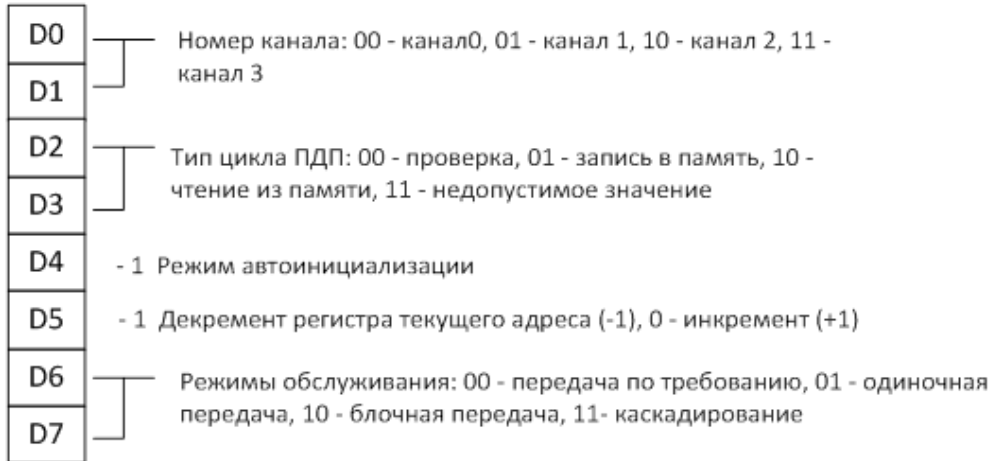 D0
Номер канала: 00 - канал0, 01 - канал 1, 10 - канал 2, 11 -
канал 3
D1
D2
Тип цикла ПДП: 00 - проверка, 01 - запись в память, 10 -
чтение из памяти, 11 - недопустимое значение
D3
D4
- 1 Режим автоинициализации
D5
- 1 Декремент регистра текущего адреса (-1), 0 - инкремент (+1)
D6
Режимы обслуживания: 00 - передача по требованию, 01 - одиночная
передача, 10 - блочная передача, 11- каскадирование
D7